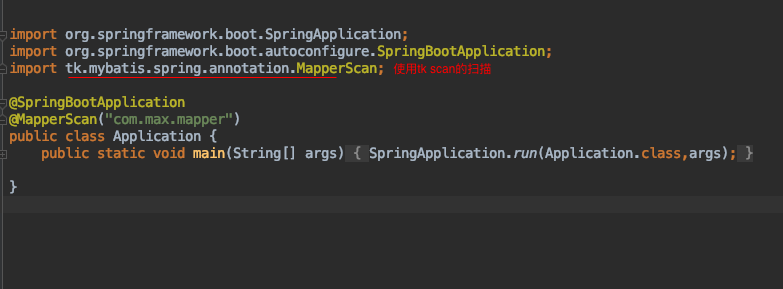 import org.springframework.boot.SpringApplication;
import org.springframework.boot.autoconfigure.SpringBootApplication;
import tk.mybatis.spring.annotation.MapperScan; 使用tk scan的扫描
@SpringBootApplication
@MapperScan("com.max.mapper")
public class Application {
public static void main(String[] args) { SpringApplication.run(Application.class,args); }
}